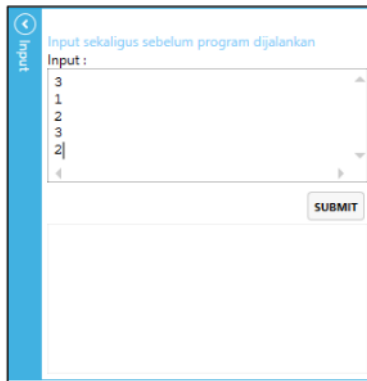 Input
Input sekaligus sebelum program dijalankan
Input :
3
1
2
3
2
SUBMIT